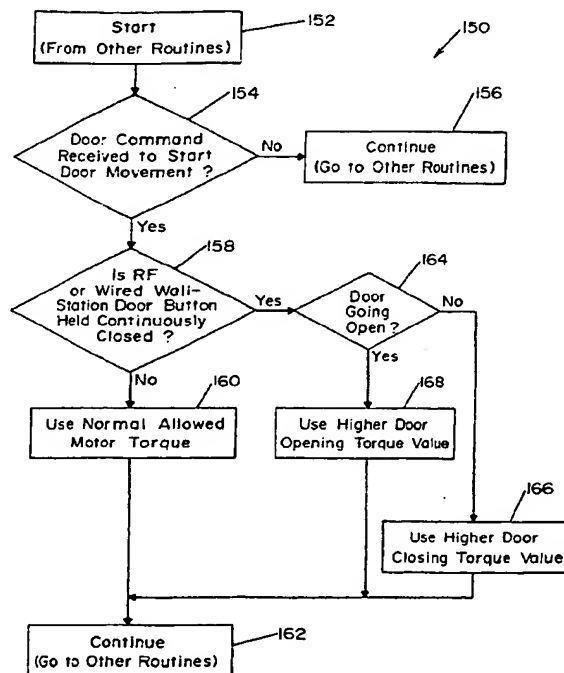 Start
(From Other Routines)
152
150
154
156
Door Command
Received to Start
Door Movement ?
No
Continue
(Go to Other Routines)
Yes
158
164
Is RF
or Wired Wall-
Station Door Button
Held Continuously
Closed ?
Yes
Door
Going
Open ?
No
No
160
Yes
168
Use Normal Allowed
Motor Torque
Use Higher Door
Opening Torque Value
166
Use Higher Door
Closing Torque Value
Continue
(Go to Other Routines)
162